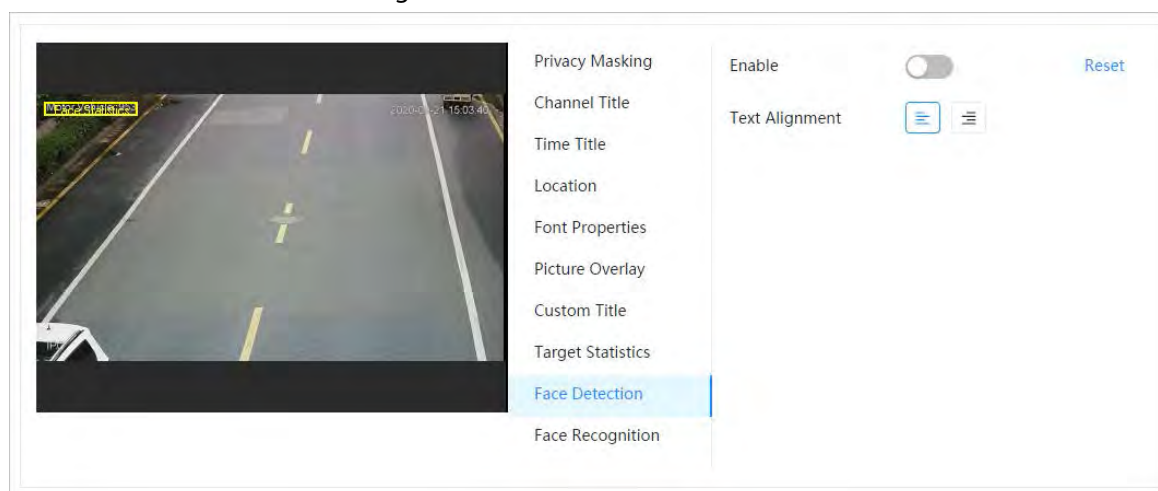 Privacy Masking
Channel Title
Time Title
Location
Font Properties
Picture Overlay
Custom Title
Target Statistics
Face Detection
Face Recognition
Enable
Reset
Text Alignment
IPC